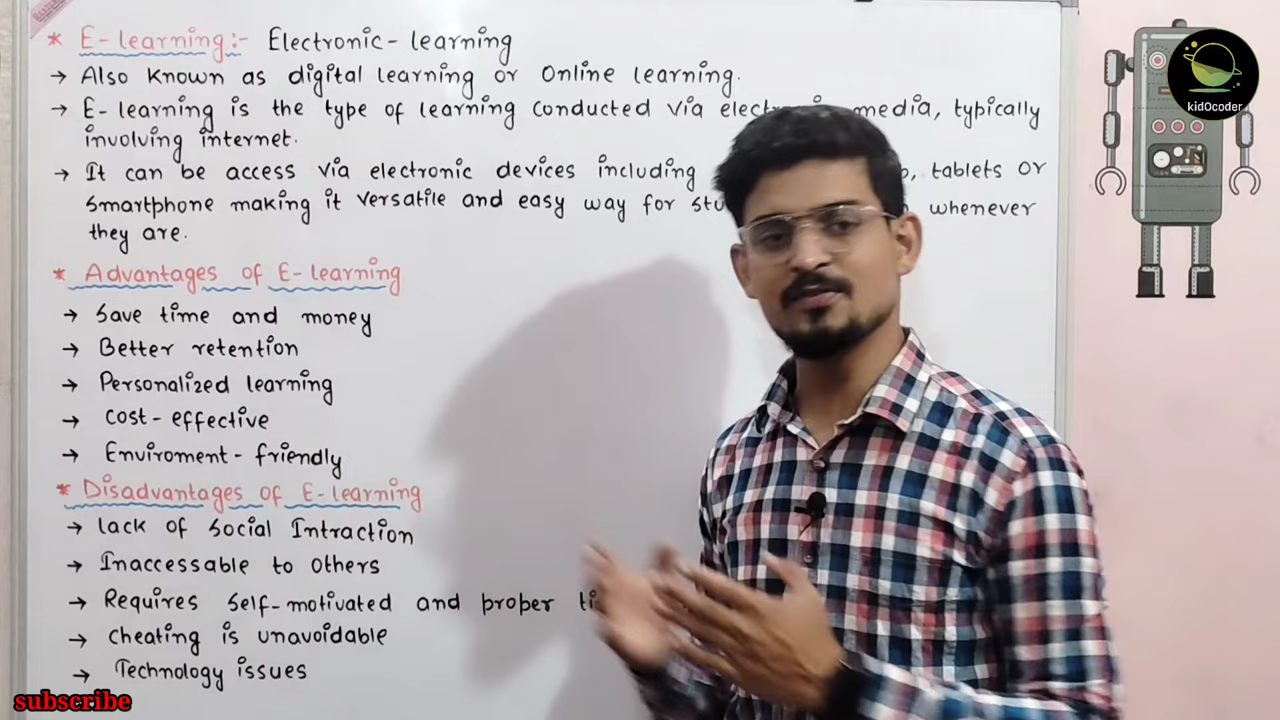 * E-learning:- Electronic-learning
→ Also Known as digital learning or Online learning.
→ E-learning is the type of learning conducted via media, typically
involving internet.
→ It can be access via electronic devices including tablets or
smartphone making it versatile and easy way for whenever
they are.
* Advantages of E-learning
→ Save time and money
→ Better retention
→ Personalized learning
→ Cost-effective
→ Enviroment-friendly
* Disadvantages of E-learning
→ Lack of Social Intraction
→ Inaccessable to others
→ Requires Self-motivated and proper
→ Cheating is unavoidable
→ Technology issues
kidOcoder
subscribe